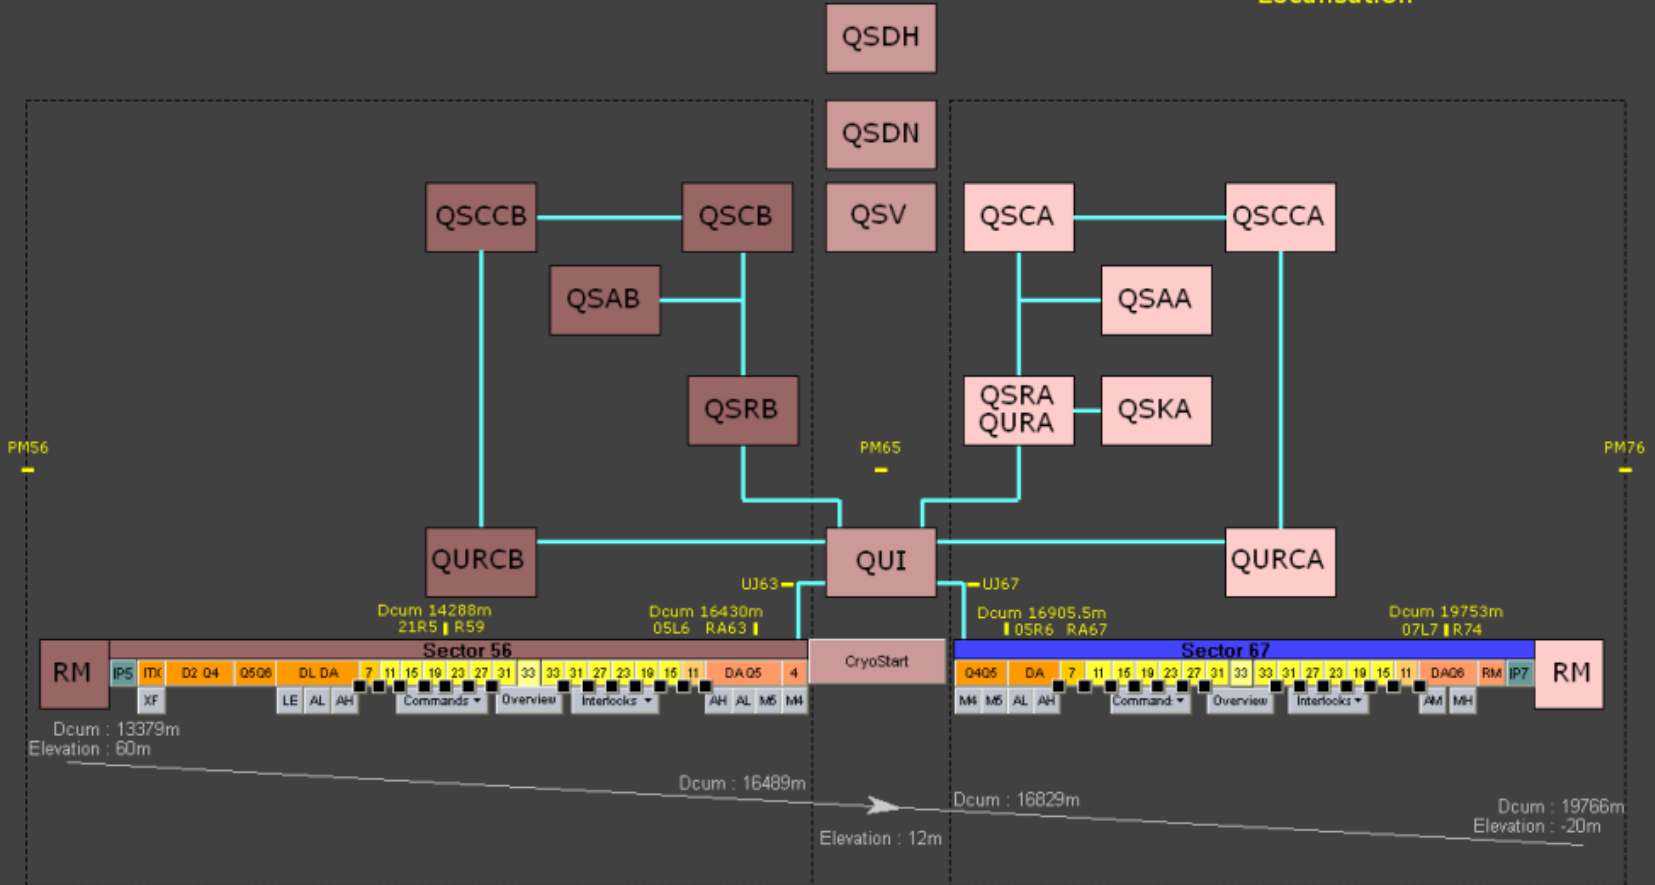 QSDH
QSDN
QSCCB
QSCB
QSV
QSCA
QSCCA
QSAB
QSAA
QSRB
QSRA
QURA
QSKA
PM56
PM65
PM76
QURCB
QUI
QURCA
UJ63
UJ67
Dcum 14288m
21R5 R59
Dcum 16430m
05L6 RA63
Dcum 16905.5m
05R6 RA67
Dcum 19753m
07L7 R74
Sector 56
Sector 67
RM
IP5 ITX D2 Q4 Q5Q6 DL DA 7 11 15 19 23 27 31 33 33 31 27 23 19 15 11 DA Q5 4
CryoStart
Q4Q5 DA 7 11 15 19 23 27 31 33 33 31 27 23 19 15 11 DAQ6 RM IP7
RM
XF LE AL AH Commands Overview Interlocks AH AL M5 M4
M4 M5 AL AH Command: Overview Interlocks AM MH
Dcum : 13379m
Elevation : 60m
Dcum : 16489m
Dcum : 16829m
Elevation : 12m
Dcum : 19766m
Elevation : -20m